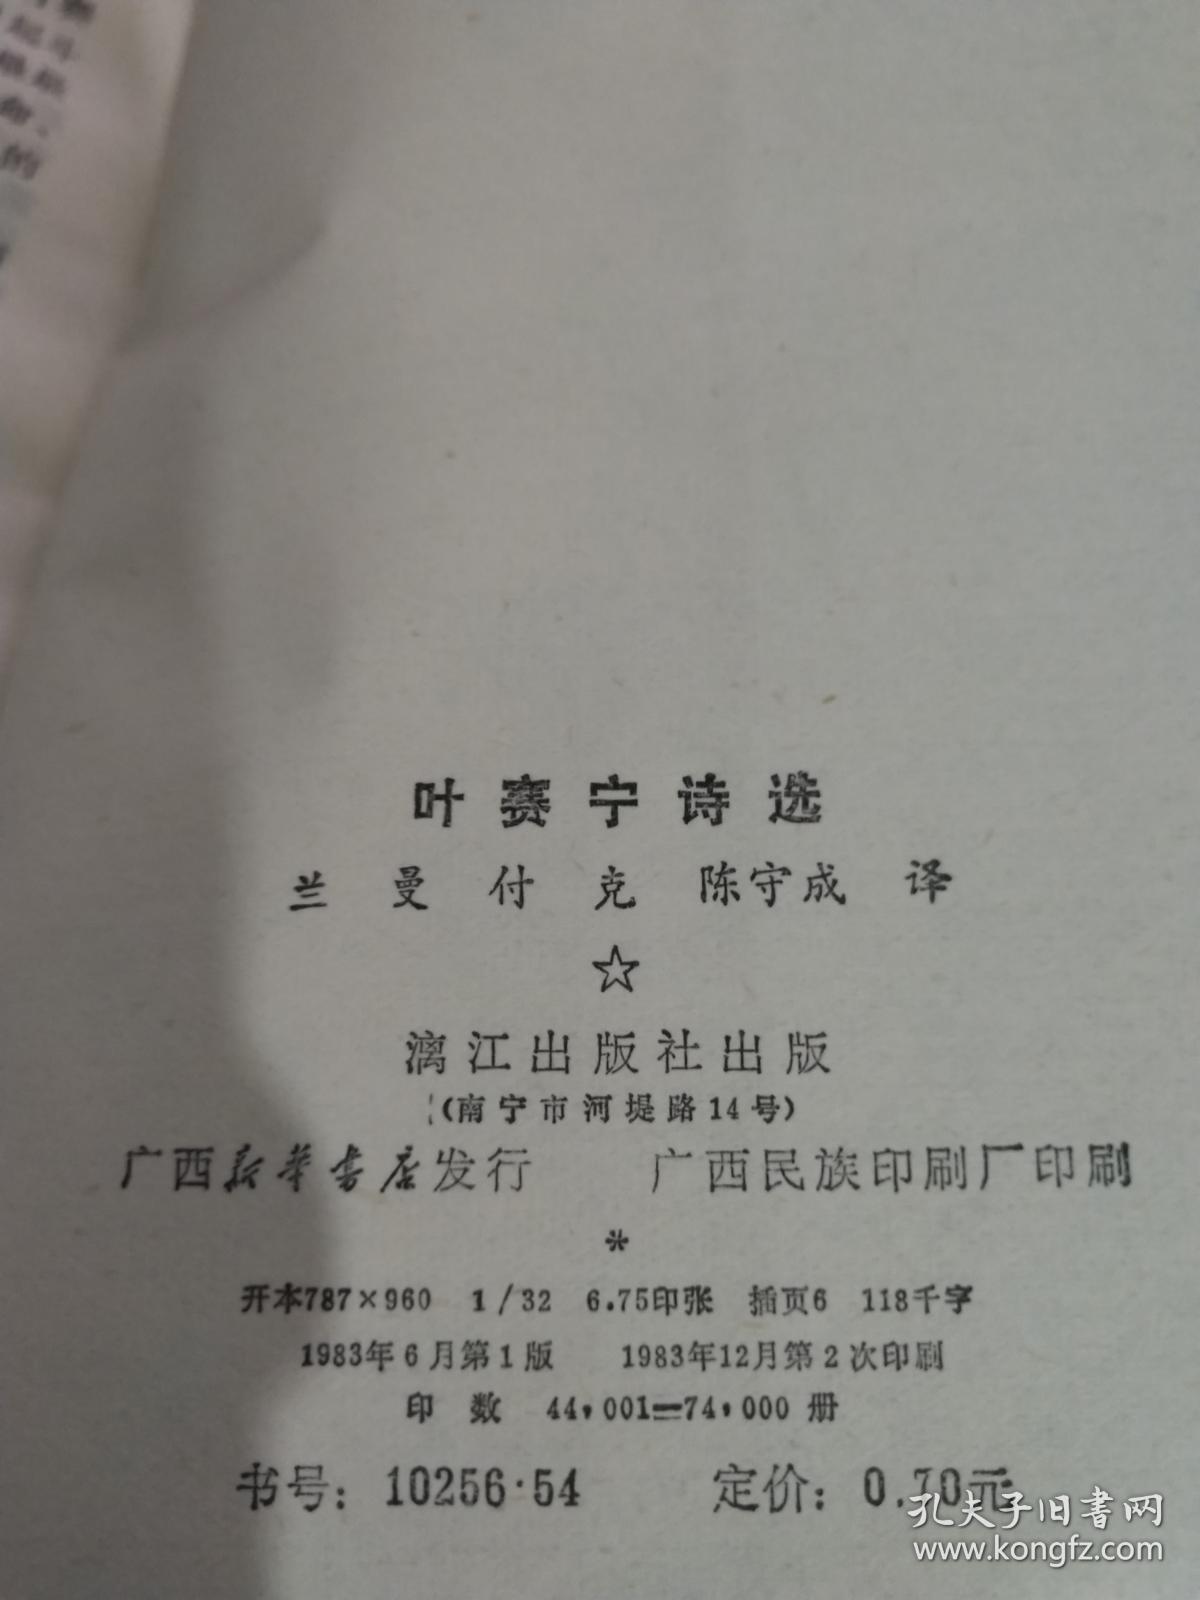 的
叶赛宁诗选
兰曼 付克 陈守成 译
☆
漓江出版社出版
(南宁市河堤路14号)
广西新华书店发行 广西民族印刷厂印刷
*
开本787×960 1/32 6.75印张 插页6 118千字
1983年6月第1版 1983年12月第2次印刷
印数 44,001—74,000册
书号：10256·54 定价：0.70元
孔夫子旧书网
www.kongfz.com